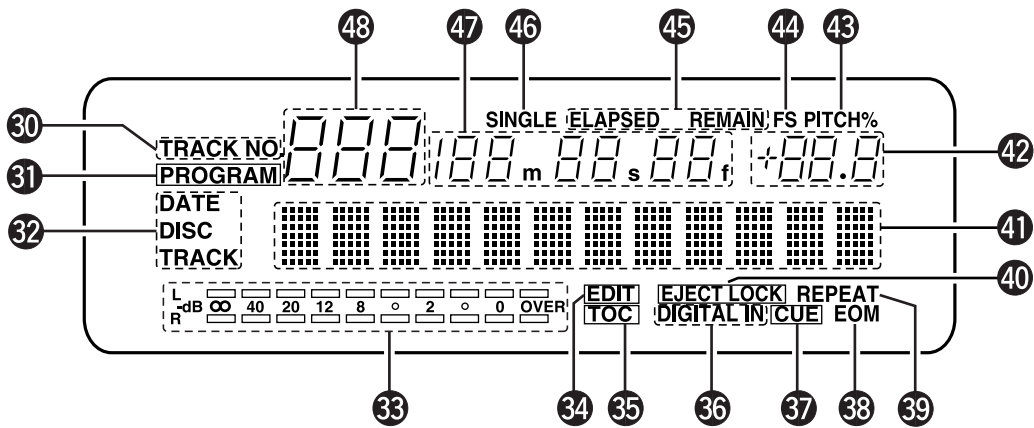 48 47 46 45 44 43
30 TRACK NO 888 SINGLE ELAPSED REMAIN FS PITCH%
188 m 88 s 88 f +88.8 42
31 PROGRAM
DATE
32 DISC 41
TRACK
L EDIT EJECT LOCK REPEAT 40
-dB ∞ 40 20 12 8 ° 2 ° 0 OVER
R TOC DIGITAL IN CUE EOM
33 34 35 36 37 38 39